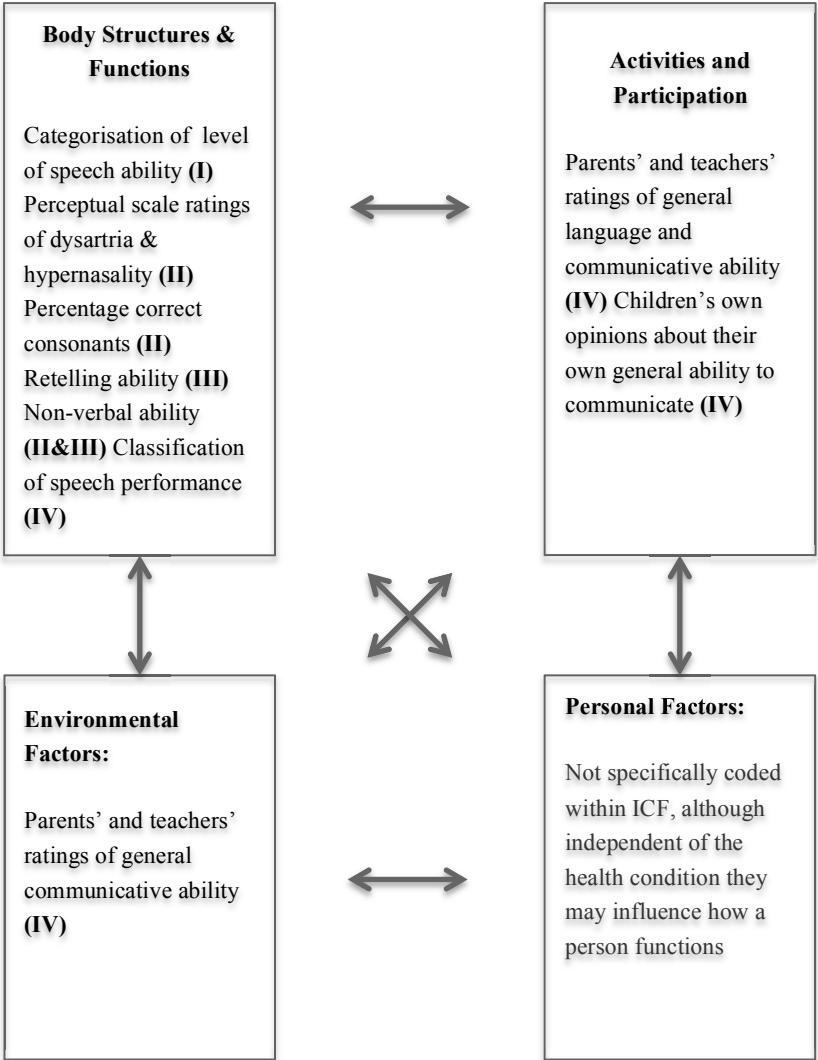 Body Structures &
Functions
Categorisation of level
of speech ability (I)
Perceptual scale ratings
of dysartria &
hypernasality (II)
Percentage correct
consonants (II)
Retelling ability (III)
Non-verbal ability
(II&III) Classification
of speech performance
(IV)
Activities and
Participation
Parents’ and teachers’
ratings of general
language and
communicative ability
(IV) Children’s own
opinions about their
own general ability to
communicate (IV)
Environmental
Factors:
Parents’ and teachers’
ratings of general
communicative ability
(IV)
Personal Factors:
Not specifically coded
within ICF, although
independent of the
health condition they
may influence how a
person functions